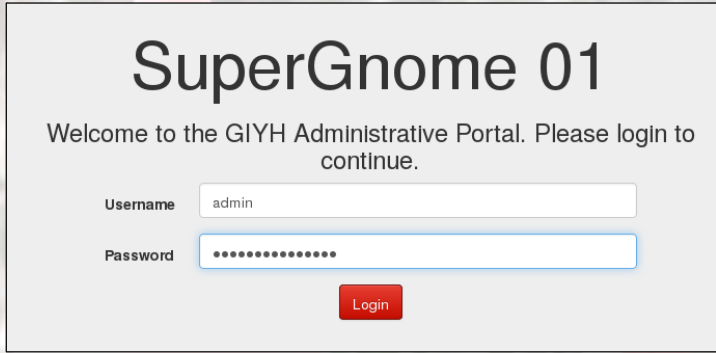 SuperGnome 01
Welcome to the GIYH Administrative Portal. Please login to
continue.
Username admin
Password •••••••••••••••
Login